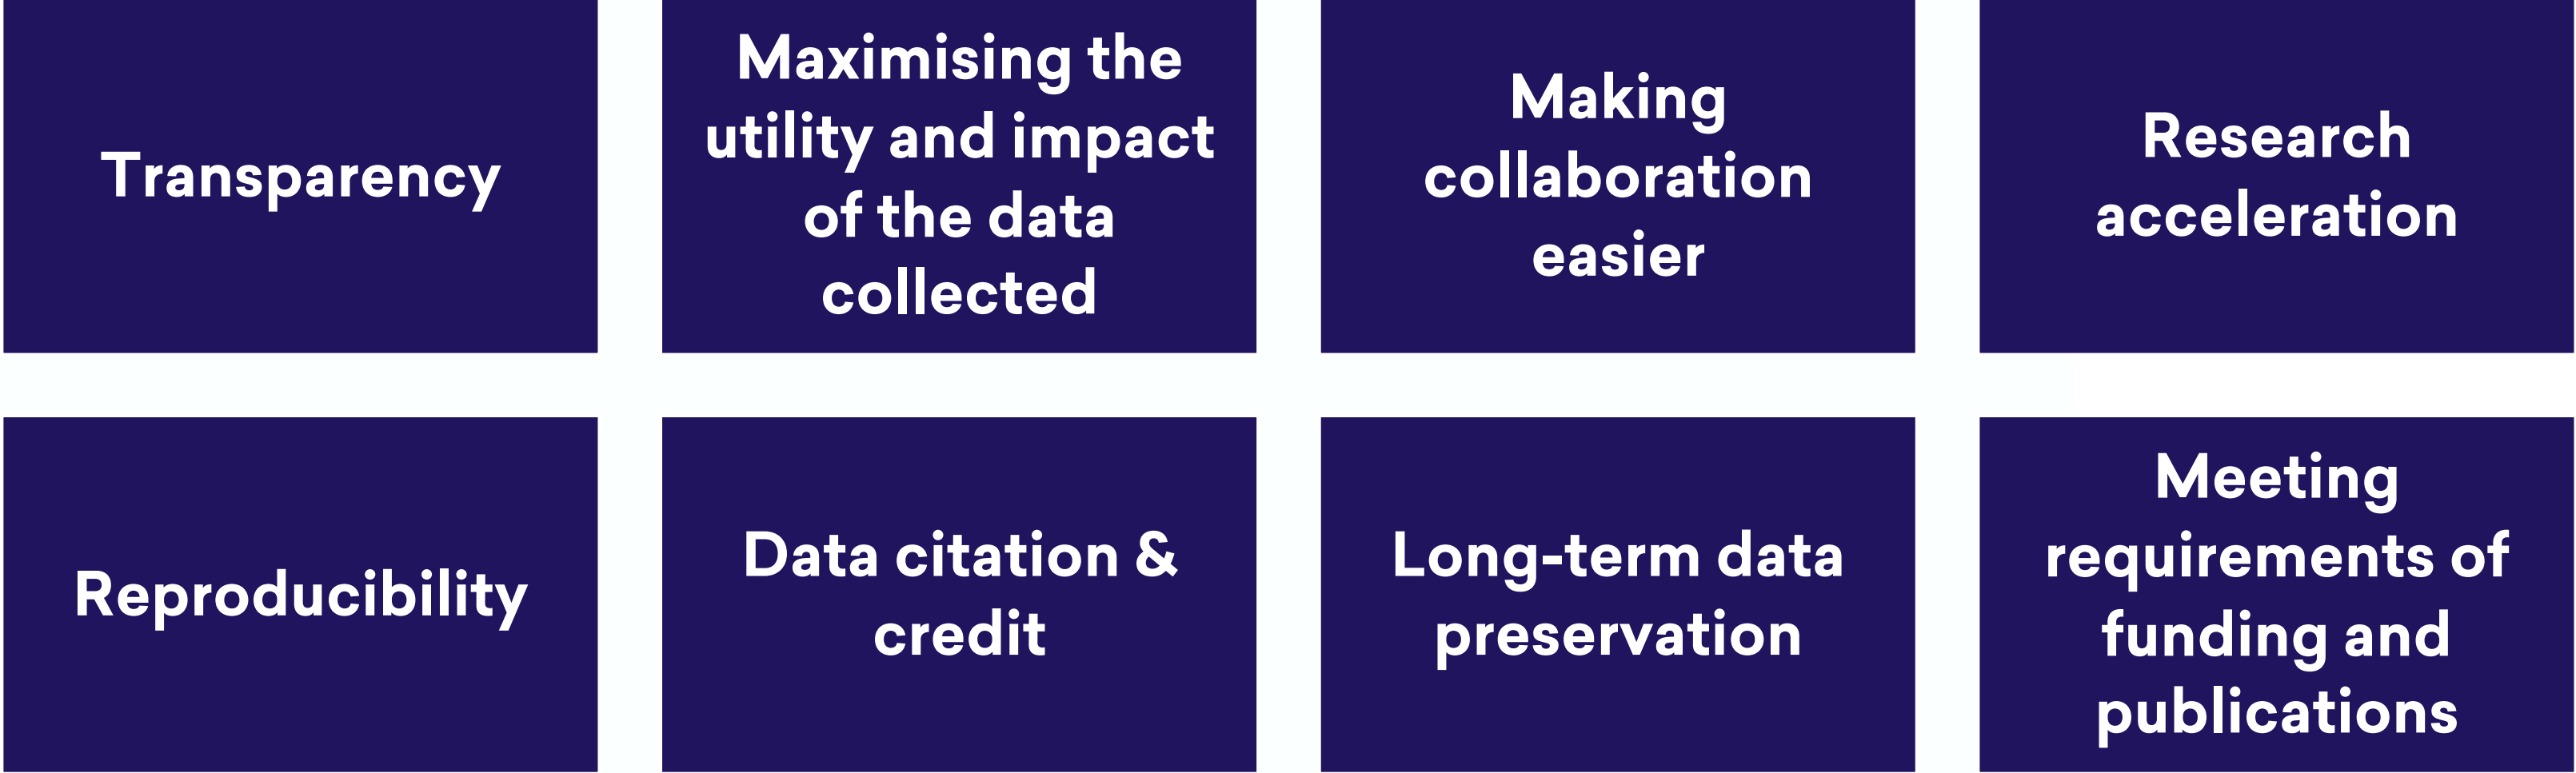 Transparency
Maximising the
utility and impact
of the data
collected
Making
collaboration
easier
Research
acceleration
Reproducibility
Data citation &
credit
Long-term data
preservation
Meeting
requirements of
funding and
publications